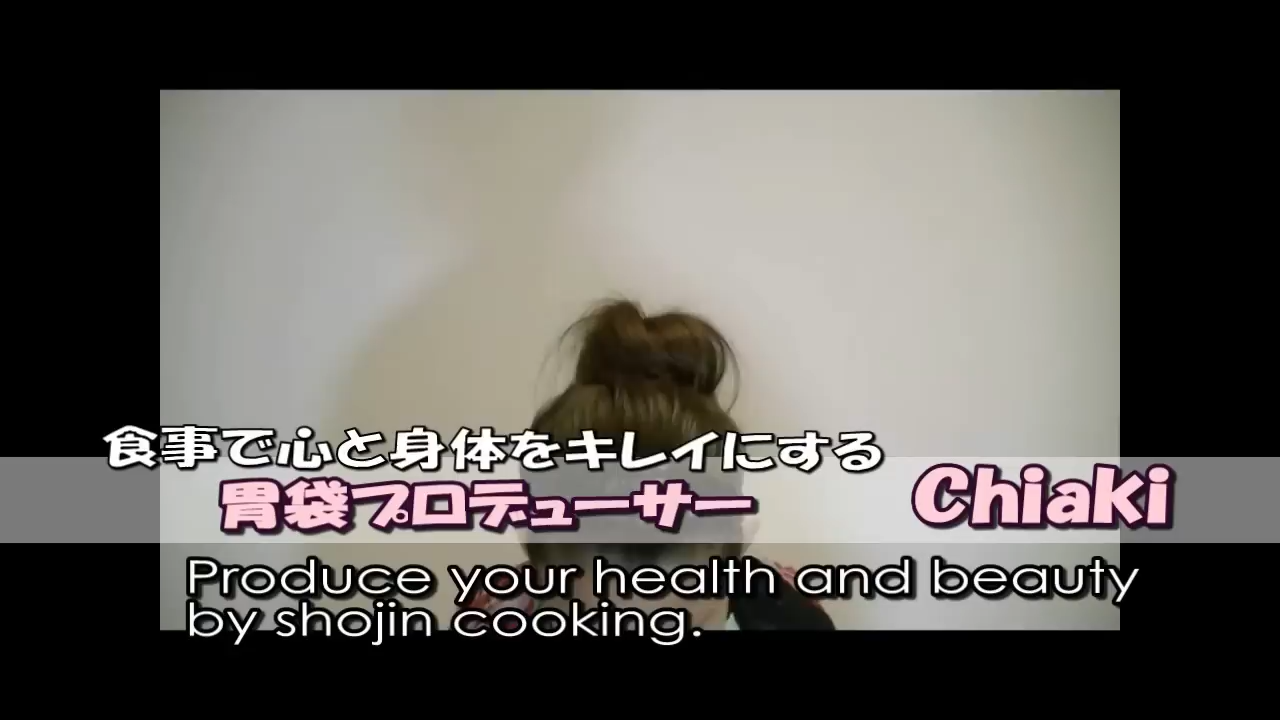 食事で心と身体をキレイにする
胃袋プロデューサー
Chiaki
Produce your health and beauty
by shojin cooking.